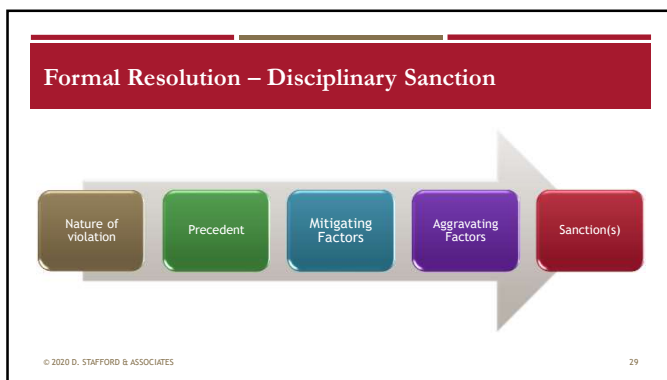 Formal Resolution – Disciplinary Sanction
Nature of
violation
Precedent
Mitigating
Factors
Aggravating
Factors
Sanction(s)
© 2020 D. STAFFORD & ASSOCIATES
29